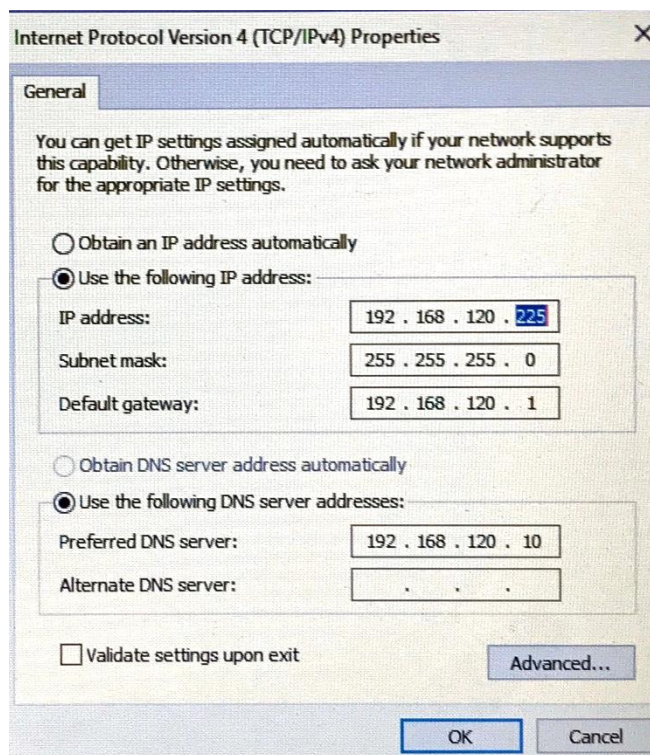 Internet Protocol Version 4 (TCP/IPv4) Properties
General
You can get IP settings assigned automatically if your network supports
this capability. Otherwise, you need to ask your network administrator
for the appropriate IP settings.
Obtain an IP address automatically
Use the following IP address:
IP address: 192 . 168 . 120 . 225
Subnet mask: 255 . 255 . 255 . 0
Default gateway: 192 . 168 . 120 . 1
Obtain DNS server address automatically
Use the following DNS server addresses:
Preferred DNS server: 192 . 168 . 120 . 10
Alternate DNS server: . . .
Validate settings upon exit
Advanced...
OK Cancel